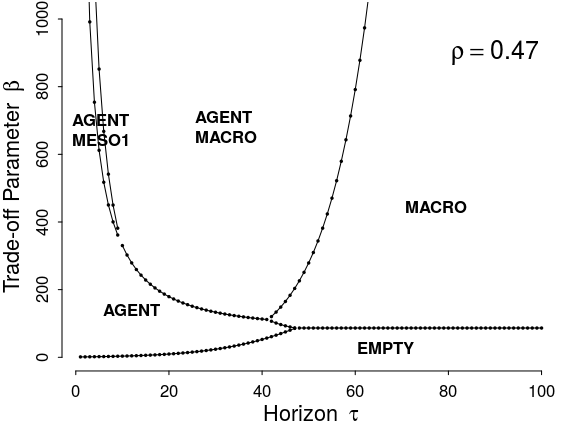 ρ = 0.47
1000
800
600
400
200
0
Trade-off Parameter β
AGENT
MESO1
AGENT
MACRO
MACRO
AGENT
EMPTY
0 20 40 60 80 100
Horizon τ